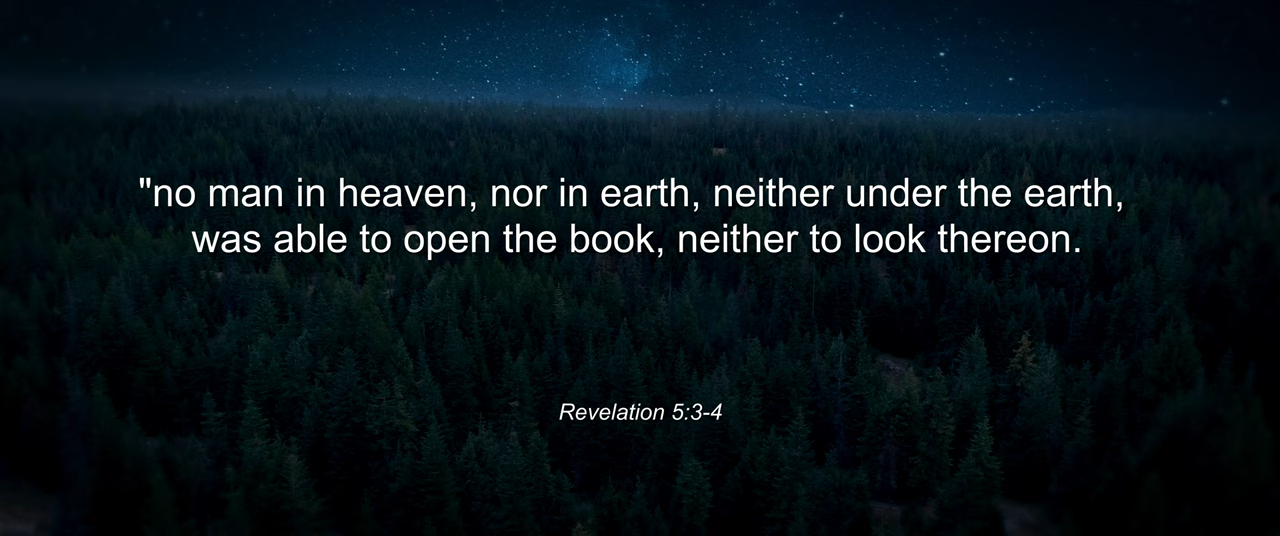 "no man in heaven, nor in earth, neither under the earth,
was able to open the book, neither to look thereon.
Revelation 5:3-4